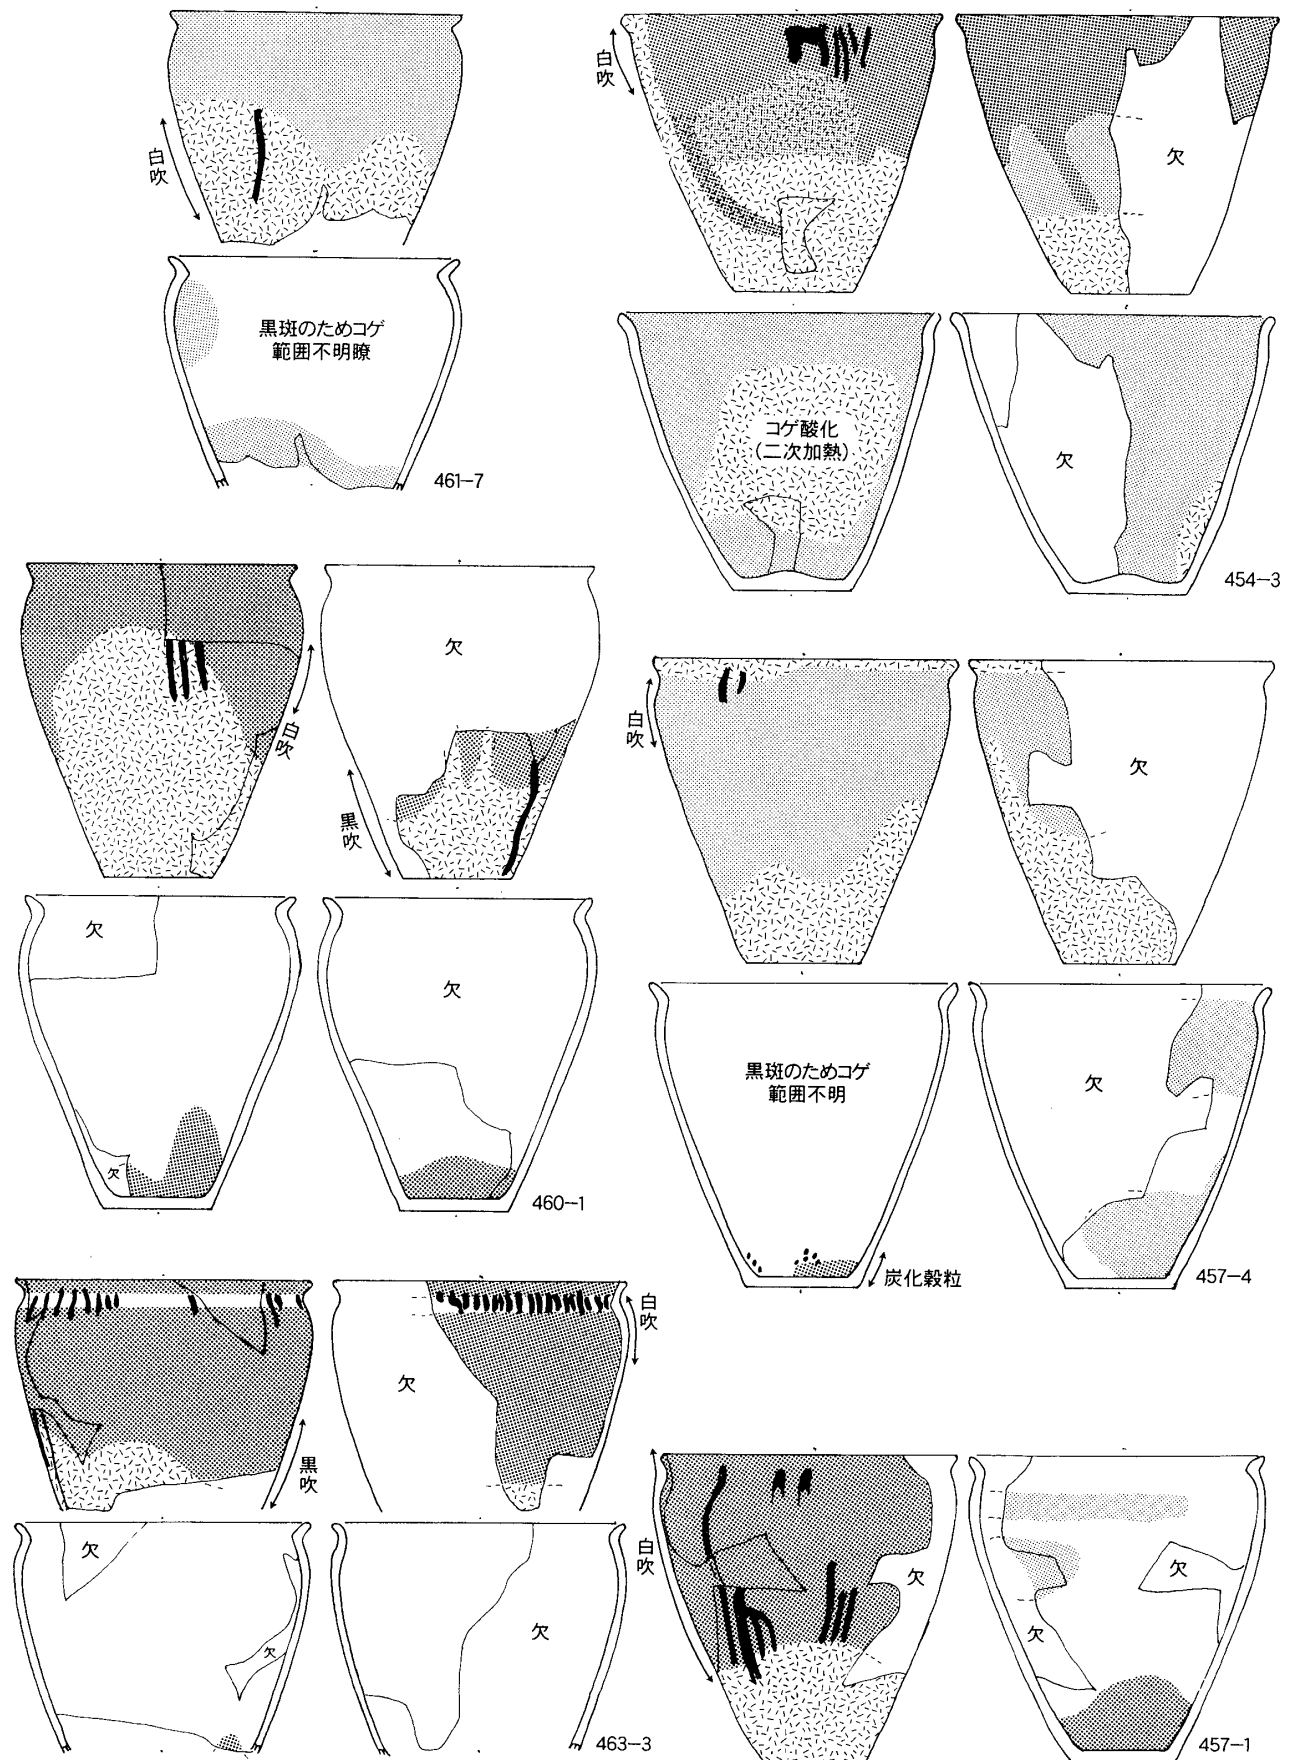 白吹
黒斑のためコゲ
範囲不明瞭
461-7
白吹
欠
コゲ酸化
(二次加熱)
欠
454-3
白吹
欠
黒吹
欠
欠
欠
460-1
白吹
欠
黒斑のためコゲ
範囲不明
炭化穀粒
欠
457-4
黒吹
欠
白吹
欠
欠
欠
463-3
白吹
欠
欠
欠
457-1